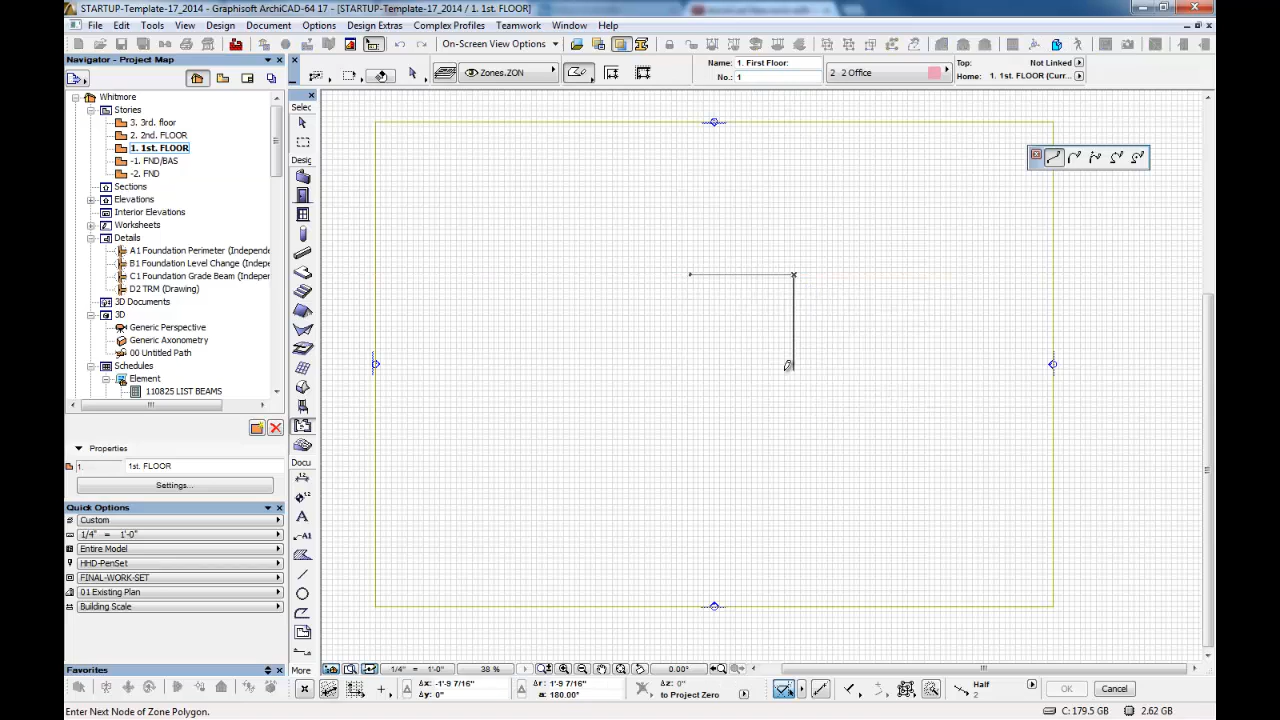 STARTUP-Template-17_2014 - Graphisoft ArchiCAD-64 17 - [STARTUP-Template-17_2014 / 1. 1st. FLOOR]
File Edit View Design Document Options Design Extras Complex Profiles Teamwork Window Help
On-Screen View Options
Navigator - Project Map
Zones.ZON
Name: 1. First Floor:
No.: 1
2 2 Office
Top: Not Linked
Home: 1. 1st. FLOOR (Curr...
Whitmore
Stories
3. 3rd. floor
2. 2nd. FLOOR
1. 1st. FLOOR
-1. FND/BAS
-2. FND
Sections
Elevations
Interior Elevations
Worksheets
Details
A1 Foundation Perimeter (Independe
B1 Foundation Level Change (Indepe
C1 Foundation Grade Beam (Indeper
D2 TRM (Drawing)
3D Documents
3D
Generic Perspective
Generic Axonometry
00 Untitled Path
Schedules
Element
110825 LIST BEAMS
Properties
1. 1st. FLOOR
Settings...
Quick Options
Custom
1/4" = 1'-0"
Entire Model
HHD-PenSet
FINAL-WORK-SET
01 Existing Plan
Building Scale
Favorites
Selec
Desig
Docu
A1
More
1/4" = 1'-0" 38 % 0.00°
Δx: -1'-9 7/16"
Δy: 0"
Δr: 1'-9 7/16"
α: 180.00°
Δz: 0"
to Project Zero
Half
2
OK Cancel
Enter Next Node of Zone Polygon.
C: 179.5 GB 2.62 GB